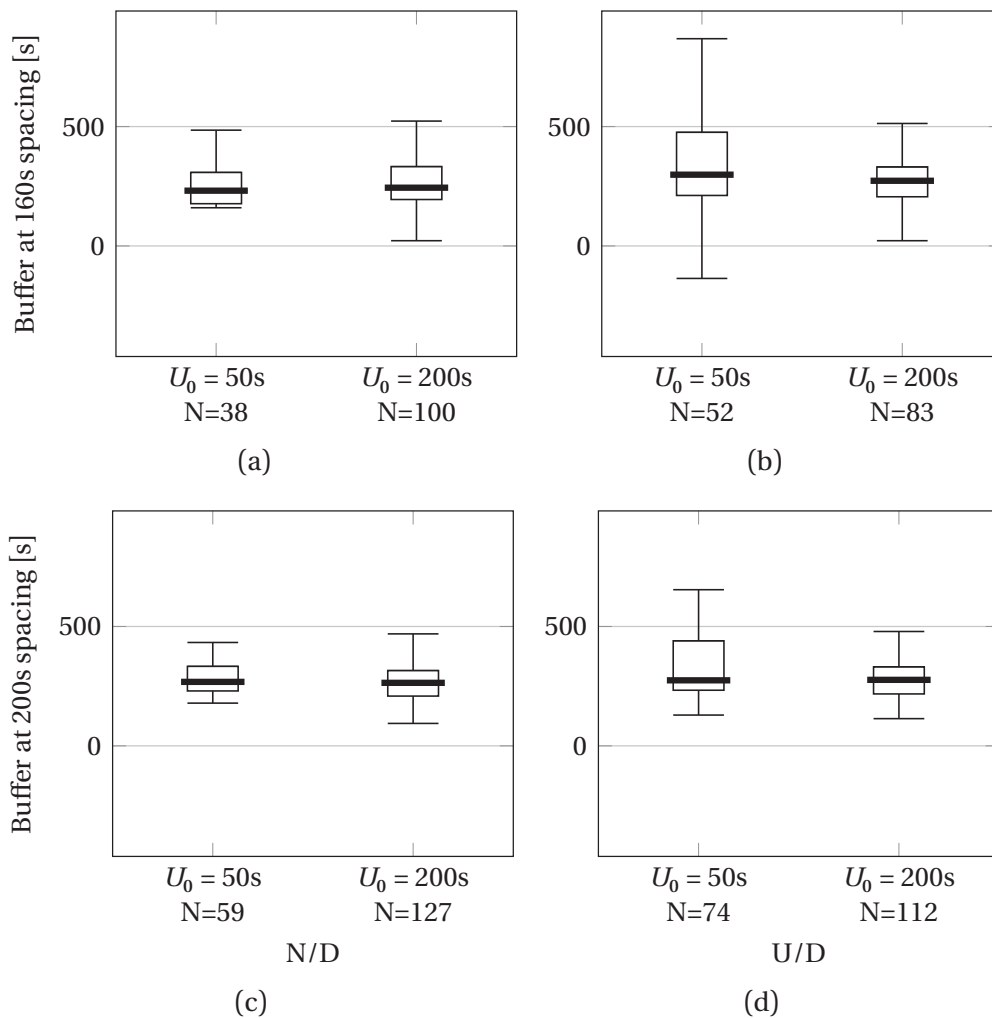 Buffer at 160s spacing [s]
500
0
U₀ = 50s U₀ = 200s
N=38 N=100
(a)
U₀ = 50s U₀ = 200s
N=52 N=83
(b)
Buffer at 200s spacing [s]
500
0
U₀ = 50s U₀ = 200s
N=59 N=127
N/D
(c)
500
0
U₀ = 50s U₀ = 200s
N=74 N=112
U/D
(d)